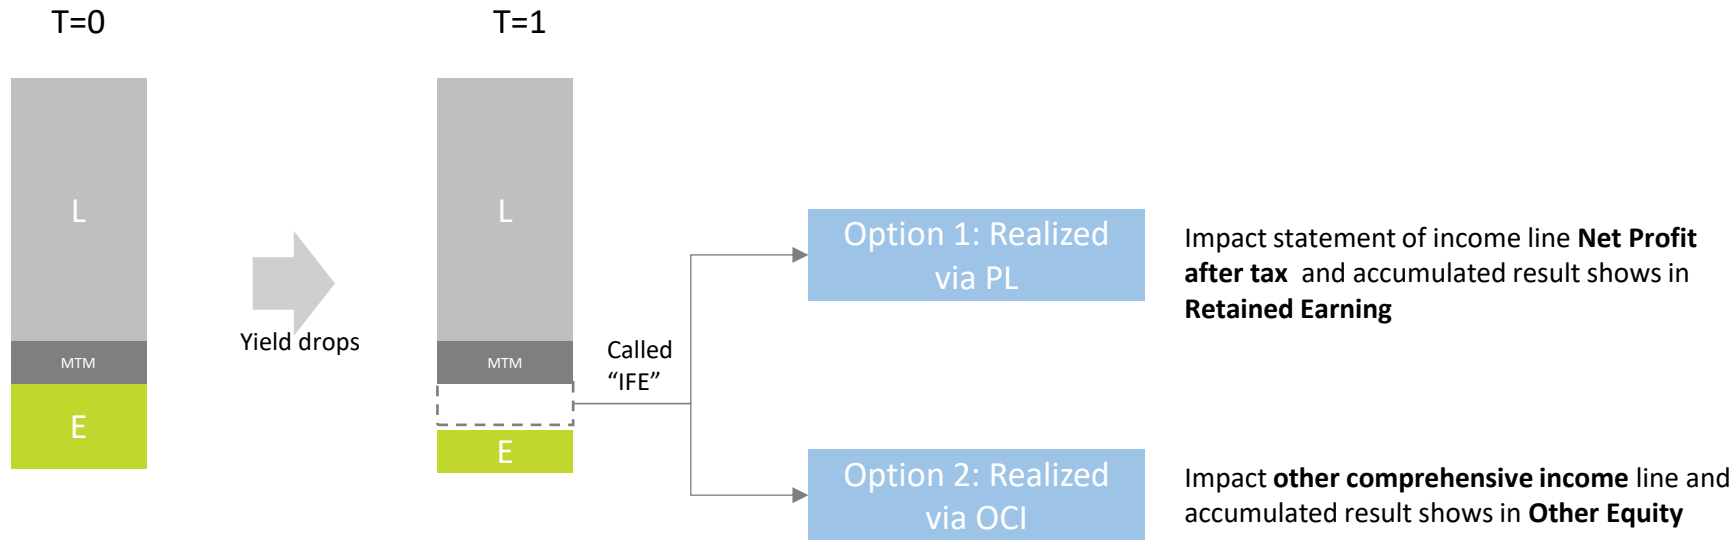 T=0
T=1
L
MTM
E
Yield drops
L
MTM
E
Called
“IFE”
Option 1: Realized
via PL
Impact statement of income line Net Profit
after tax and accumulated result shows in
Retained Earning
Option 2: Realized
via OCI
Impact other comprehensive income line and
accumulated result shows in Other Equity